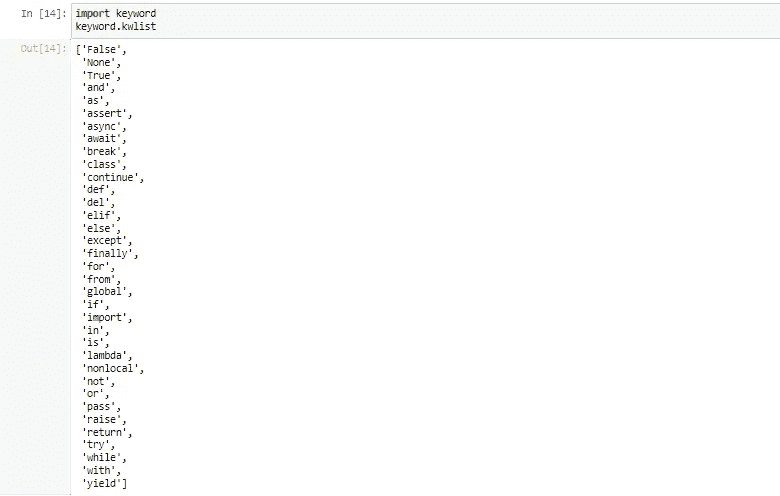 In [14]: import keyword
keyword.kwlist
Out[14]: ['False',
'None',
'True',
'and',
'as',
'assert',
'async',
'await',
'break',
'class',
'continue',
'def',
'del',
'elif',
'else',
'except',
'finally',
'for',
'from',
'global',
'if',
'import',
'in',
'is',
'lambda',
'nonlocal',
'not',
'or',
'pass',
'raise',
'return',
'try',
'while',
'with',
'yield']